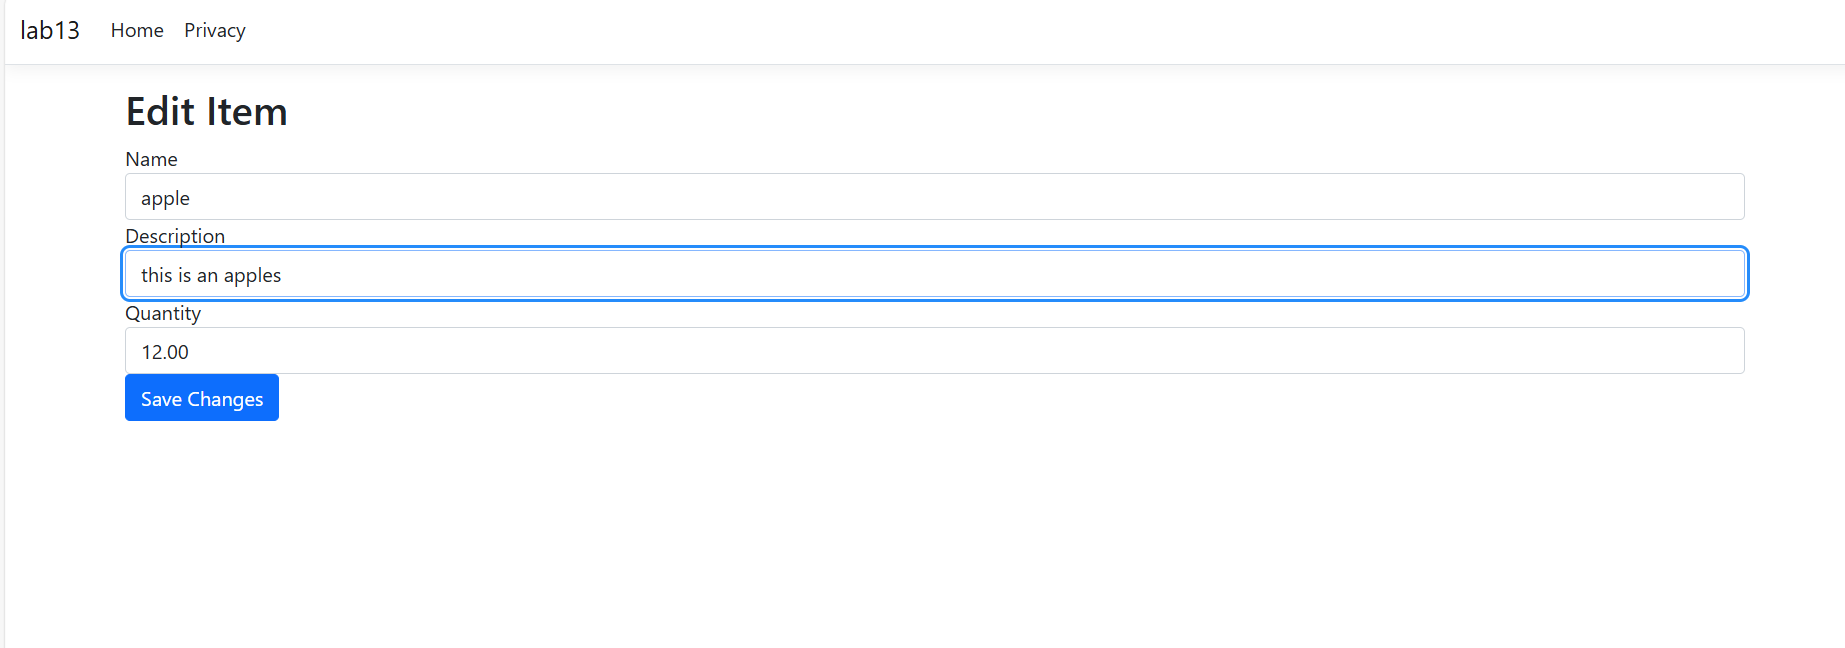 lab13 Home Privacy
Edit Item
Name
apple
Description
this is an apples
Quantity
12.00
Save Changes